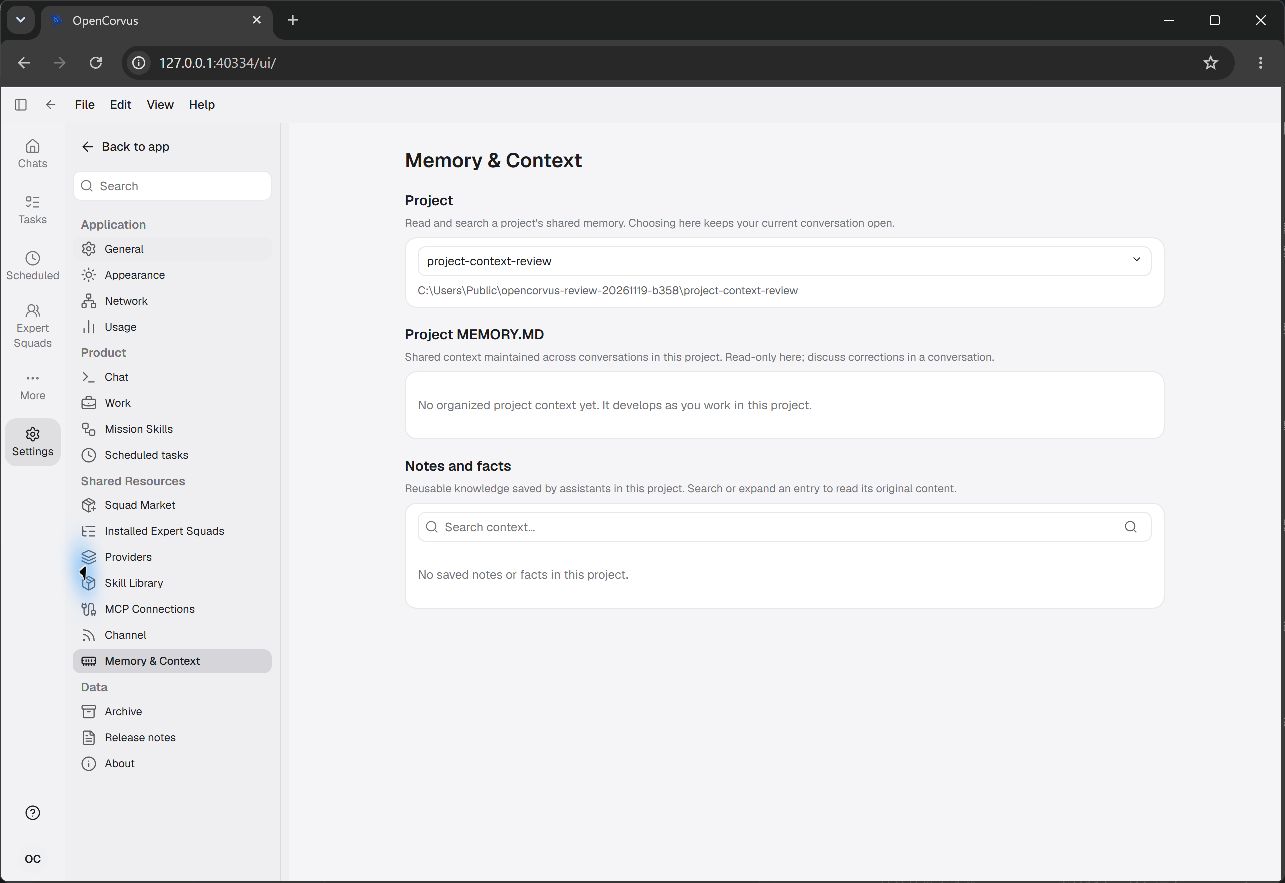 OpenCorvus
127.0.0.1:40334/ui/
File Edit View Help
Chats
Tasks
Scheduled
Expert
Squads
More
Settings
OC
Back to app
Search
Application
General
Appearance
Network
Usage
Product
Chat
Work
Mission Skills
Scheduled tasks
Shared Resources
Squad Market
Installed Expert Squads
Providers
Skill Library
MCP Connections
Channel
Memory & Context
Data
Archive
Release notes
About
Memory & Context
Project
Read and search a project's shared memory. Choosing here keeps your current conversation open.
project-context-review
C:\Users\Public\opencorvus-review-20261119-b358\project-context-review
Project MEMORY.MD
Shared context maintained across conversations in this project. Read-only here; discuss corrections in a conversation.
No organized project context yet. It develops as you work in this project.
Notes and facts
Reusable knowledge saved by assistants in this project. Search or expand an entry to read its original content.
Search context...
No saved notes or facts in this project.